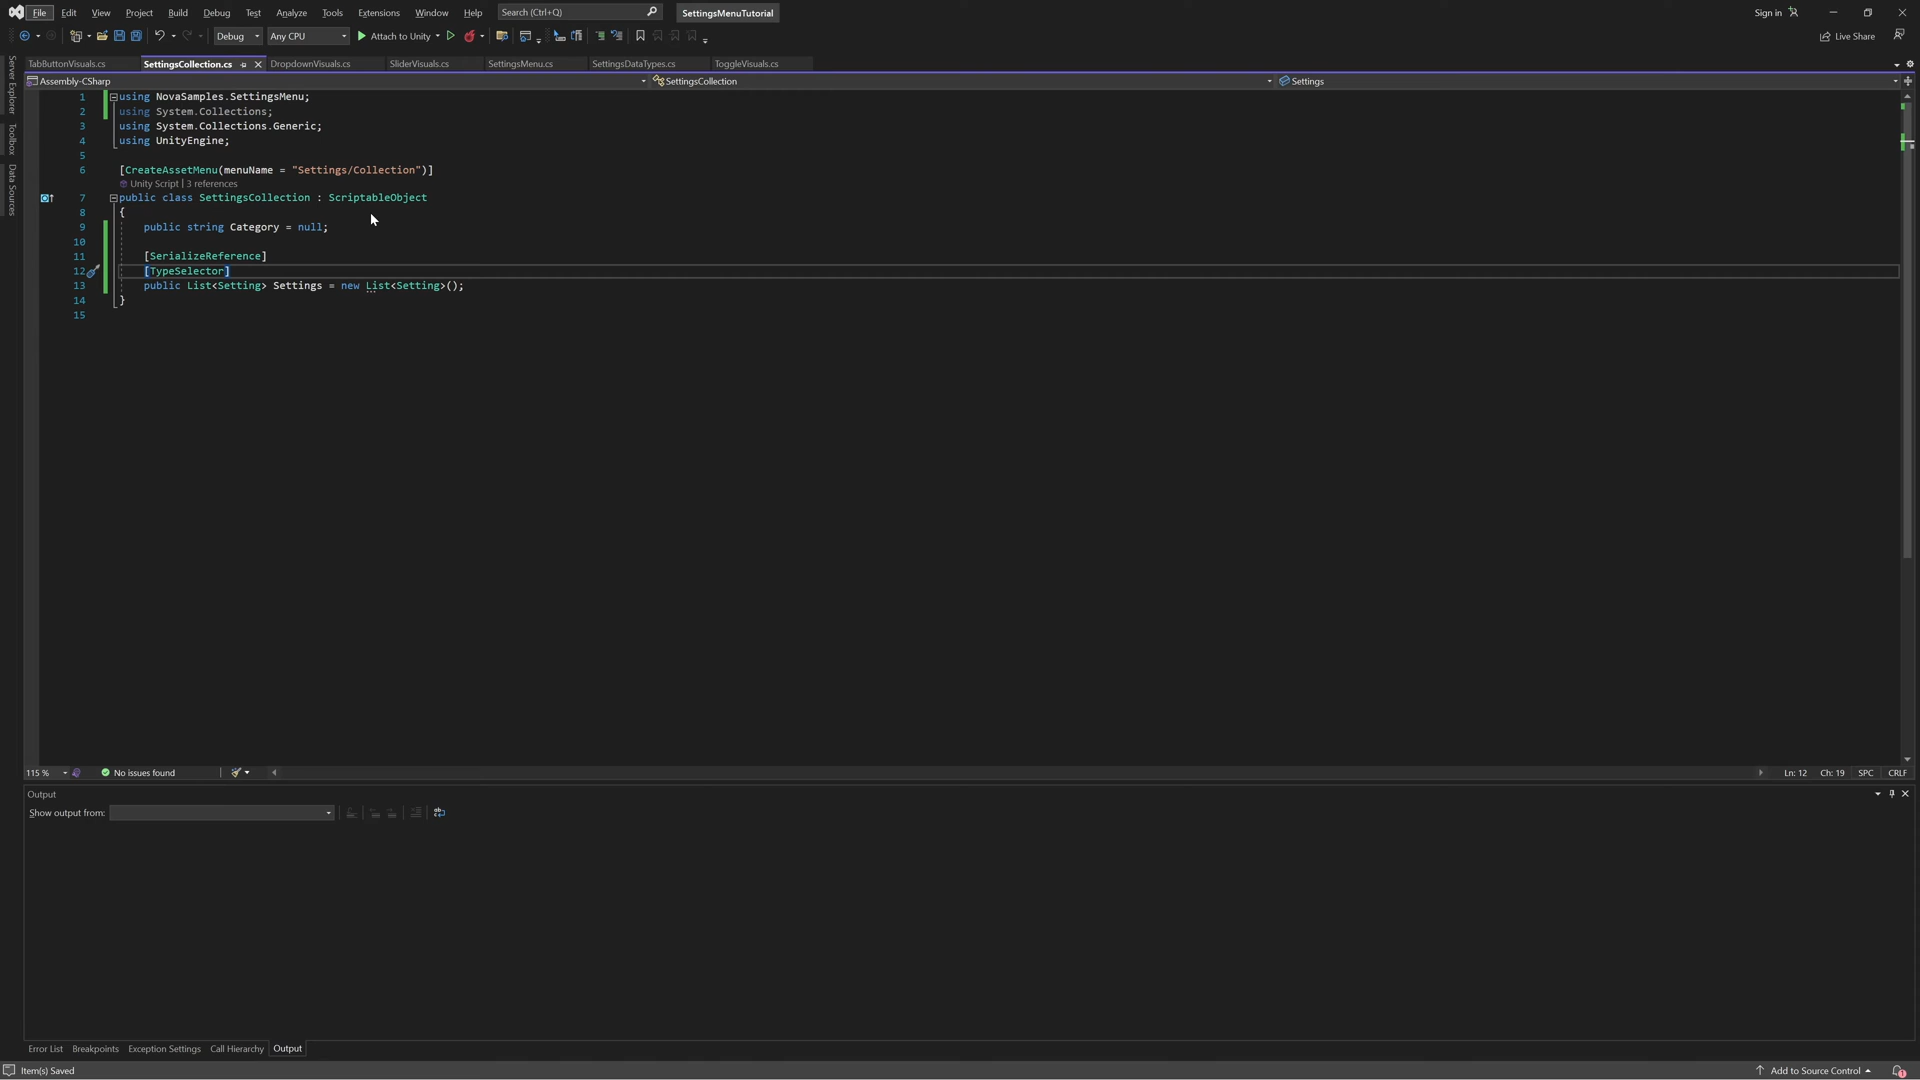 File Edit View Project Build Debug Test Analyze Tools Extensions Window Help Search (Ctrl+Q) SettingsMenuTutorial Sign in
Debug Any CPU Attach to Unity Live Share
TabButtonVisuals.cs SettingsCollection.cs DropdownVisuals.cs SliderVisuals.cs SettingsMenu.cs SettingsDataTypes.cs ToggleVisuals.cs
Assembly-CSharp SettingsCollection Settings
Server Explorer
Toolbox
Data Sources
1 using NovaSamples.SettingsMenu;
2 using System.Collections;
3 using System.Collections.Generic;
4 using UnityEngine;
5
6 [CreateAssetMenu(menuName = "Settings/Collection")]
Unity Script | 3 references
7 public class SettingsCollection : ScriptableObject
8 {
9 public string Category = null;
10
11 [SerializeReference]
12 [TypeSelector]
13 public List<Setting> Settings = new List<Setting>();
14 }
15
115 % No issues found Ln: 12 Ch: 19 SPC CRLF
Output
Show output from:
Error List Breakpoints Exception Settings Call Hierarchy Output
Item(s) Saved Add to Source Control 1